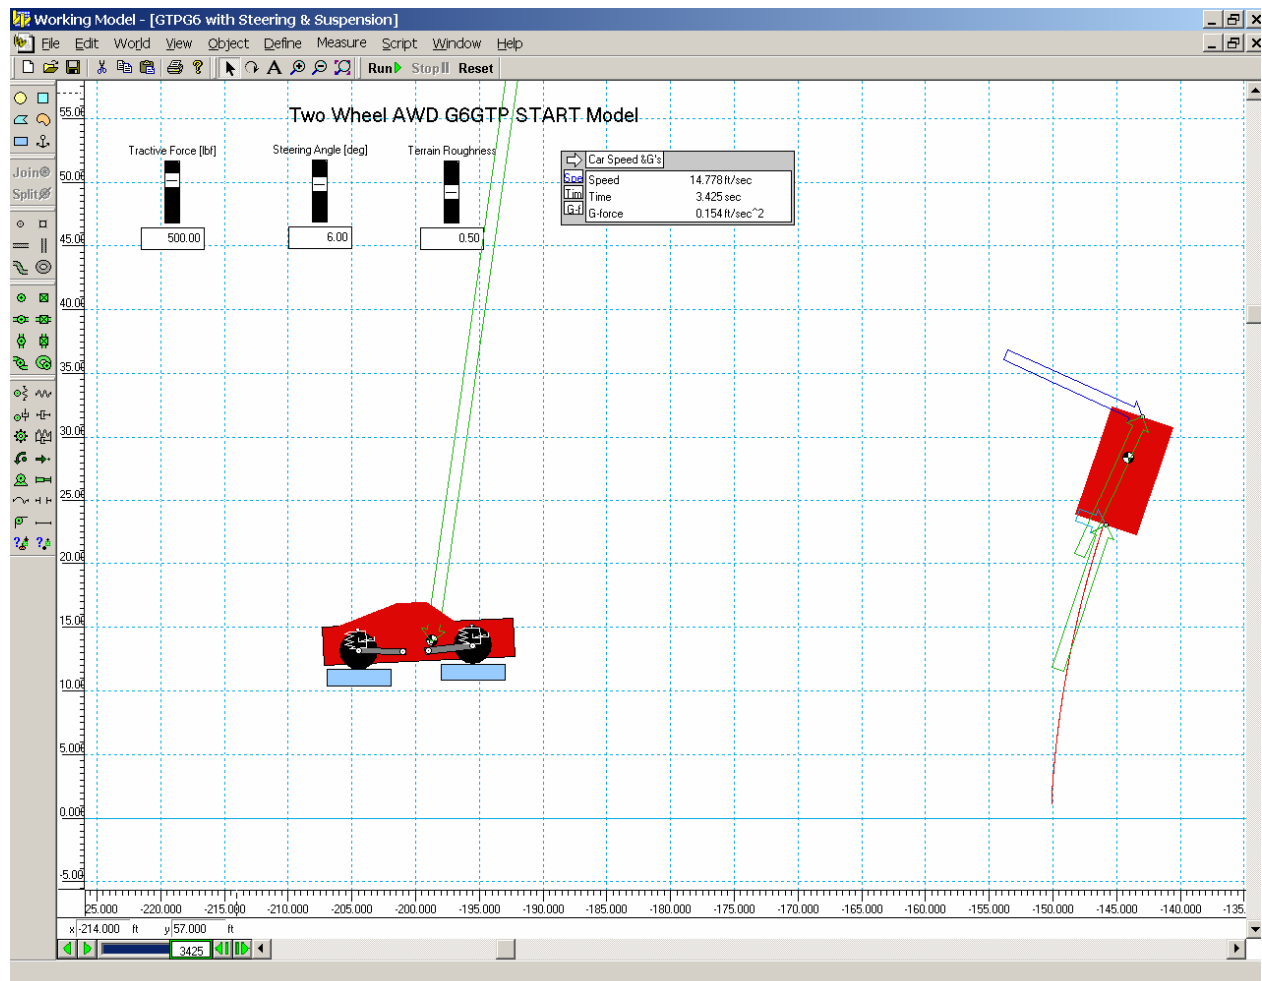 Working Model - [GTPG6 with Steering & Suspension]
File Edit World View Object Define Measure Script Window Help
Run Stop Reset
Two Wheel AWD G6GTP START Model
Tractive Force [lbf] Steering Angle [deg] Terrain Roughness
500.00 6.00 0.50
Car Speed &G's
Spe Speed 14.778 ft/sec
Tim Time 3.425 sec
G-f G-force 0.154 ft/sec^2
Join
Split
55.00
50.00
45.00
40.00
35.00
30.00
25.00
20.00
15.00
10.00
5.000
0.000
-5.00
25.000 -220.000 -215.000 -210.000 -205.000 -200.000 -195.000 -190.000 -185.000 -180.000 -175.000 -170.000 -165.000 -160.000 -155.000 -150.000 -145.000 -140.000 -135.
x -214.000 ft y 57.000 ft
3425